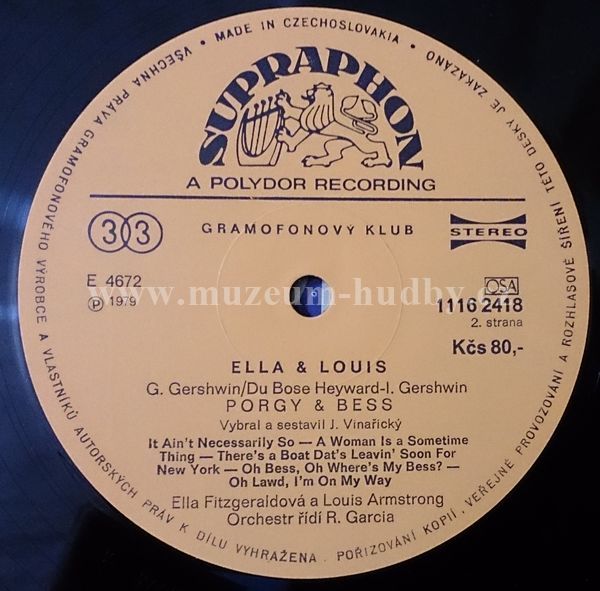 MADE IN CZECHOSLOVAKIA •
VŠECHNA PRÁVA GRAMOFONOVÉHO VÝROBCE A VLASTNÍKŮ AUTORSKÝCH PRÁV K DÍLU VYHRAŽENA. POŘIZOVÁNÍ KOPIÍ, VEŘEJNÉ PROVOZOVÁNÍ A ROZHLASOVÉ ŠÍŘENÍ TÉTO DESKY JE ZAKÁZÁNO
SUPRAPHON
A POLYDOR RECORDING
33
GRAMOFONOVÝ KLUB
STEREO
E 4672
Ⓟ 1979
OSA
1116 2418
2. strana
www.muzeum-hudby.c
Kčs 80,-
ELLA & LOUIS
G. Gershwin/Du Bose Heyward-I. Gershwin
PORGY & BESS
Vybral a sestavil J. Vinařický
It Ain't Necessarily So — A Woman Is a Sometime
Thing — There's a Boat Dat's Leavin' Soon For
New York — Oh Bess, Oh Where's My Bess? —
Oh Lawd, I'm On My Way
Ella Fitzgeraldová a Louis Armstrong
Orchestr řídí R. Garcia